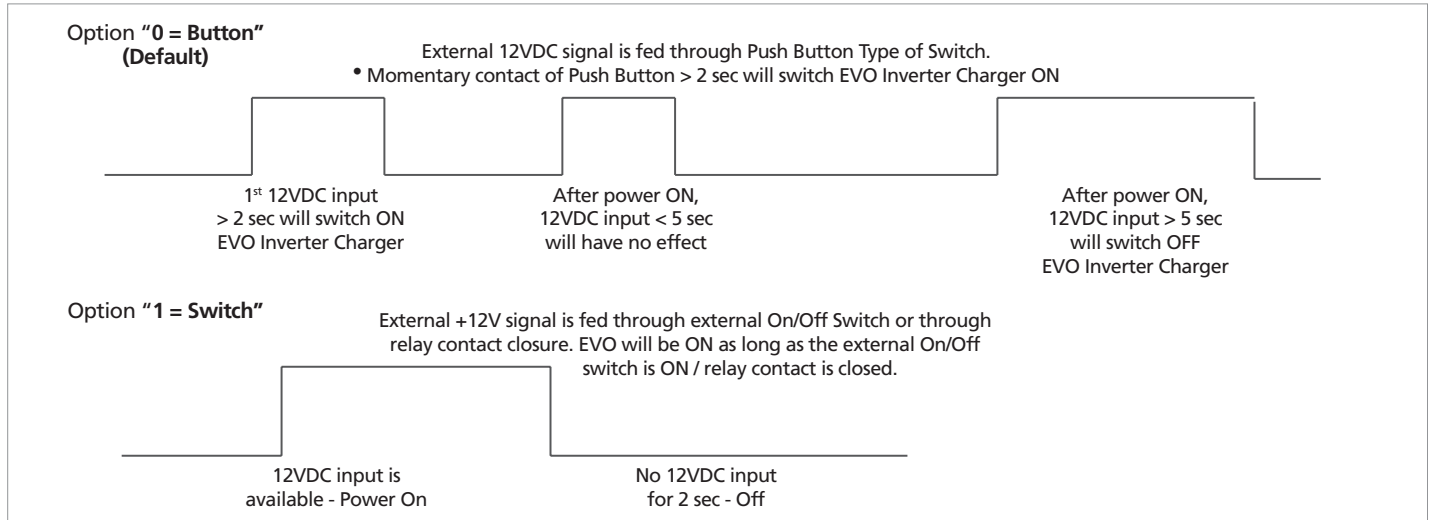 Option "0 = Button"
(Default)
External 12VDC signal is fed through Push Button Type of Switch.
• Momentary contact of Push Button > 2 sec will switch EVO Inverter Charger ON
1st 12VDC input
> 2 sec will switch ON
EVO Inverter Charger
After power ON,
12VDC input < 5 sec
will have no effect
After power ON,
12VDC input > 5 sec
will switch OFF
EVO Inverter Charger
Option "1 = Switch"
External +12V signal is fed through external On/Off Switch or through
relay contact closure. EVO will be ON as long as the external On/Off
switch is ON / relay contact is closed.
12VDC input is
available - Power On
No 12VDC input
for 2 sec - Off